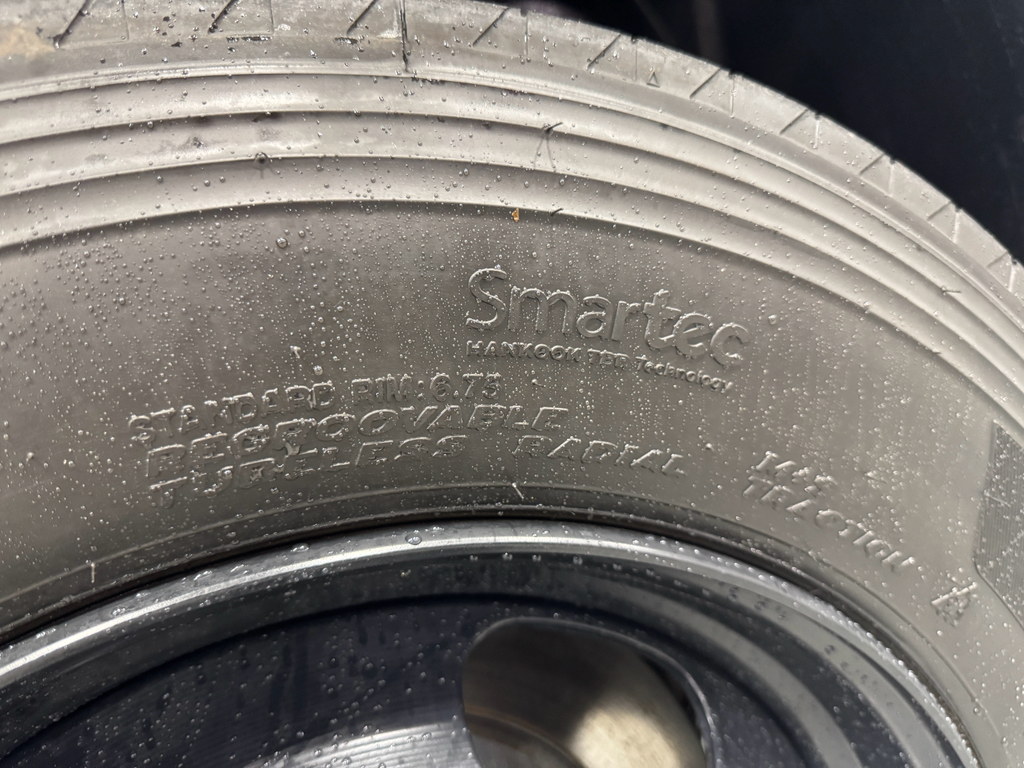 Smartec
HANKOOK TBR Technology
STANDARD RIM: 6.75
REGROOVABLE
TUBELESS RADIAL
M+S
TRACTION